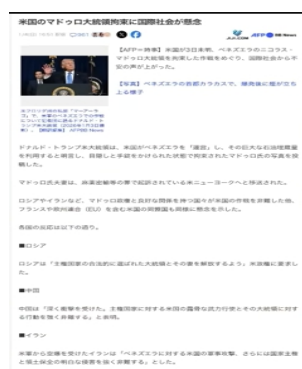 米国のマドゥロ大統領拘束に国際社会が懸念
JIJI.COM AFP BB News
【AFP=時事】米国が3日未明、ベネズエラのニコラス・
マドゥロ大統領を拘束した作戦をめぐり、国際社会から不
安の声が上がった。
【写真】ベネズエラの首都カラカスで、爆発後に煙が立ち
上る様子
ドナルド・トランプ米大統領は、米国がベネズエラを「運営」し、その巨大な石油埋蔵量
を利用すると明言し、目隠しと手錠をかけられた状態で拘束されたマドゥロ氏の写真を投
稿した。
マドゥロ氏夫妻は、麻薬密輸等の罪で起訴されている米ニューヨークへと移送された。
ロシアやイランなど、マドゥロ政権と良好な関係を持つ国々が米国の作戦を非難した他、
フランスや欧州連合（EU）を含む米国の同盟国も同様に懸念を示した。
各国の反応は以下の通り。
■ロシア
ロシアは「主権国家の合法的に選ばれた大統領とその妻を解放するよう」米政権に要求し
た。
■中国
中国は「深く衝撃を受けた。主権国家に対する米国の露骨な武力行使とその大統領に対す
る行動を強く非難する」と表明。
■イラン
米軍から空爆を受けたイランは「ベネズエラに対する米国の軍事攻撃、さらには国家主権
と領土保全の明白な侵害を強く非難する」とした。